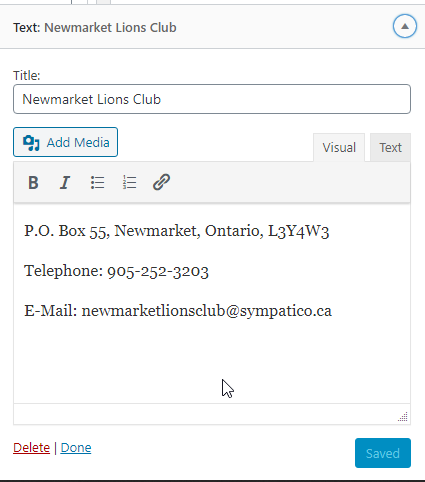 Text: Newmarket Lions Club
Title:
Newmarket Lions Club
Add Media
Visual Text
B I
P.O. Box 55, Newmarket, Ontario, L3Y4W3
Telephone: 905-252-3203
E-Mail: newmarketlionsclub@sympatico.ca
Delete | Done
Saved